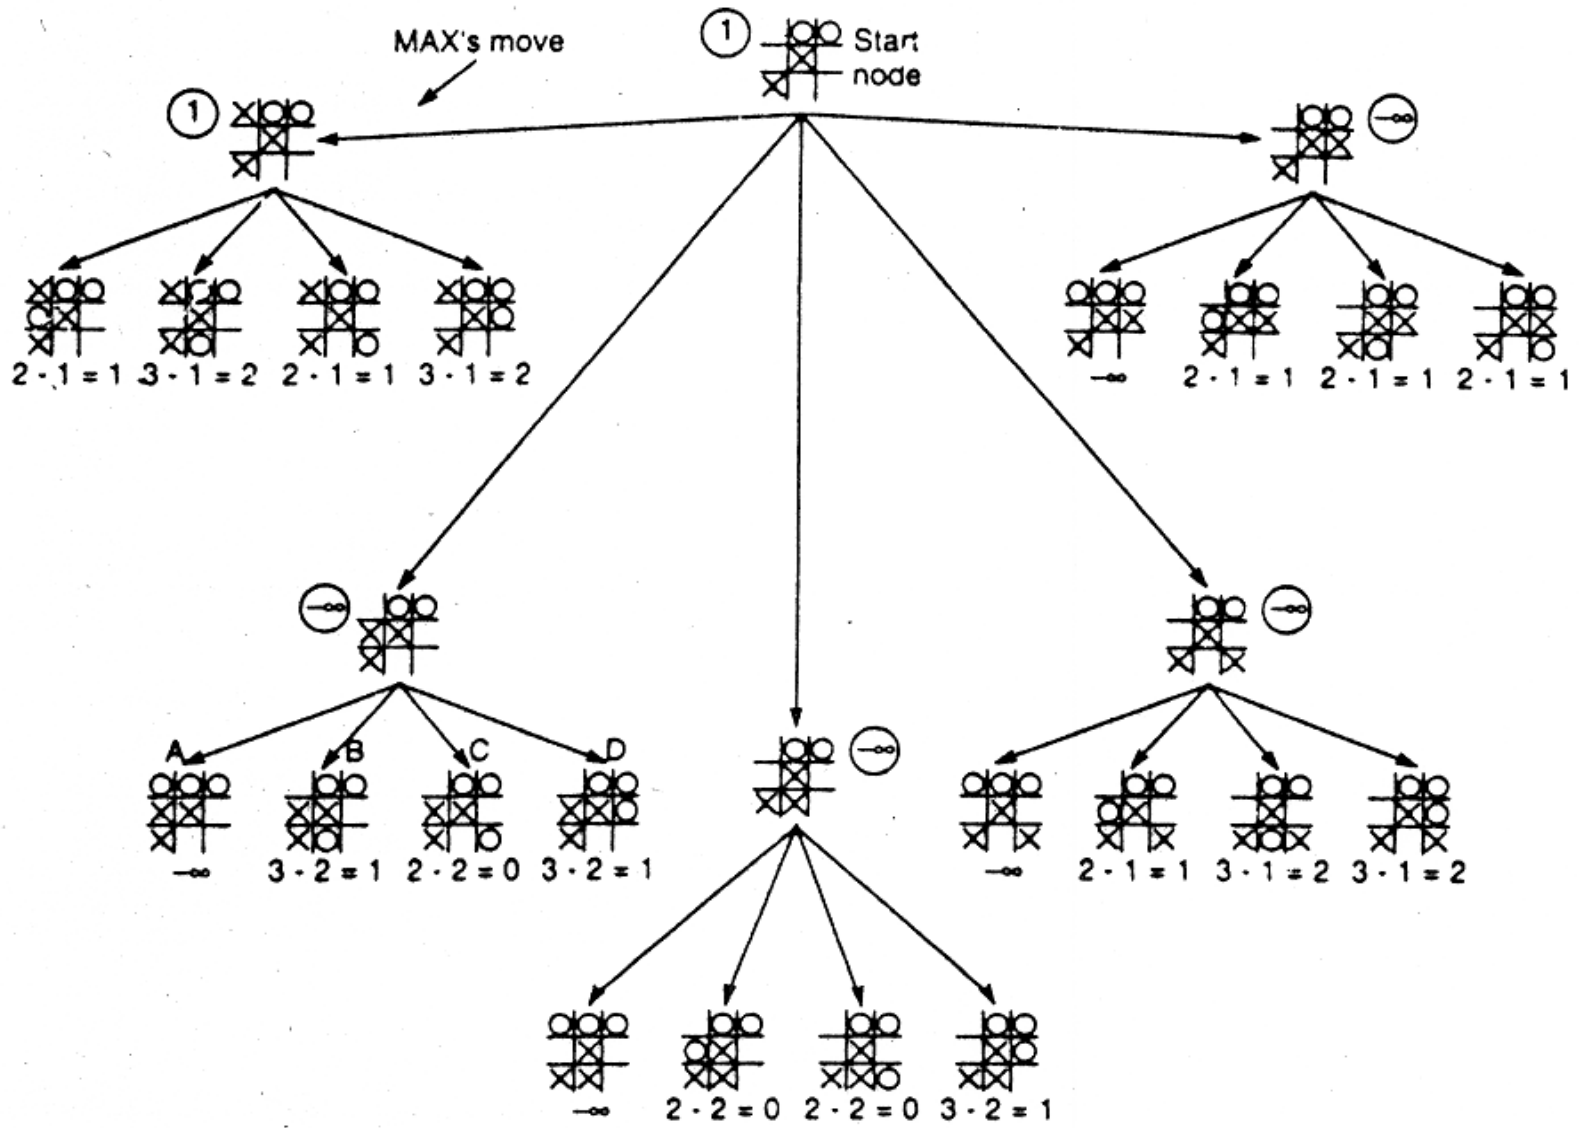 MAX's move
1
Start
node
1
-∞
2 - 1 = 1
3 - 1 = 2
2 - 1 = 1
3 - 1 = 2
-∞
2 - 1 = 1
2 - 1 = 1
2 - 1 = 1
-∞
-∞
A
B
C
D
-∞
3 - 2 = 1
2 - 2 = 0
3 - 2 = 1
-∞
-∞
2 - 1 = 1
3 - 1 = 2
3 - 1 = 2
-∞
2 - 2 = 0
2 - 2 = 0
3 - 2 = 1